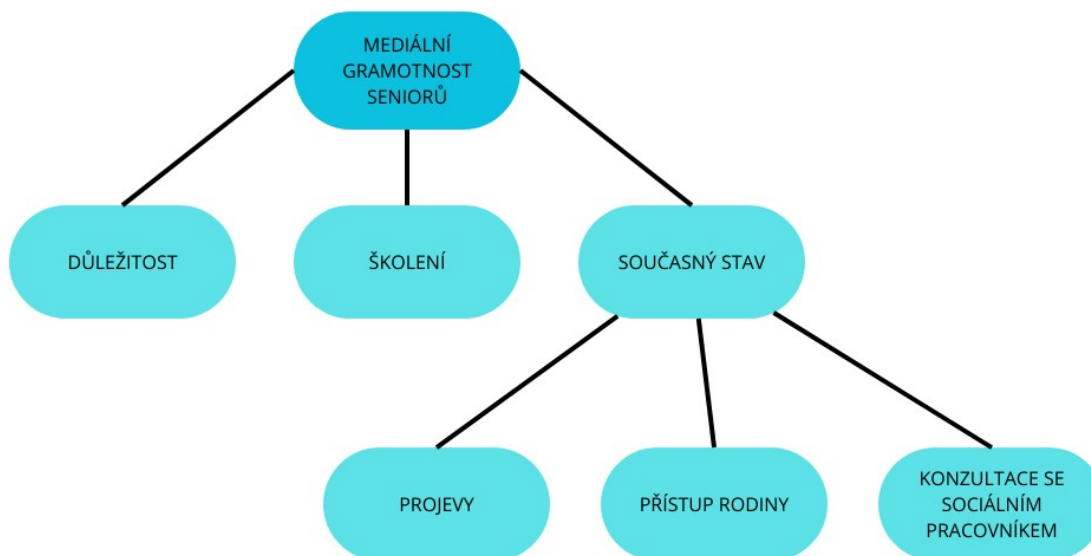 MEDIÁLNÍ
GRAMOTNOST
SENIORŮ
DŮLEŽITOST
ŠKOLENÍ
SOUČASNÝ STAV
PROJEVY
PŘÍSTUP RODINY
KONZULTACE SE
SOCIÁLNÍM
PRACOVNÍKEM